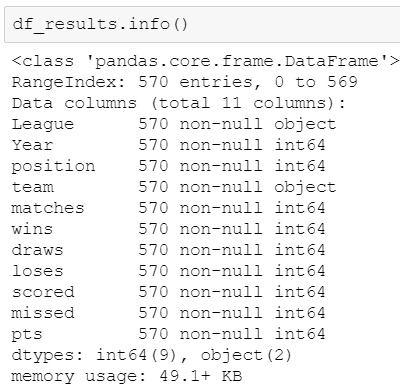 df_results.info()
<class 'pandas.core.frame.DataFrame'>
RangeIndex: 570 entries, 0 to 569
Data columns (total 11 columns):
League      570 non-null object
Year        570 non-null int64
position    570 non-null int64
team        570 non-null object
matches     570 non-null int64
wins        570 non-null int64
draws       570 non-null int64
loses       570 non-null int64
scored      570 non-null int64
missed      570 non-null int64
pts         570 non-null int64
dtypes: int64(9), object(2)
memory usage: 49.1+ KB